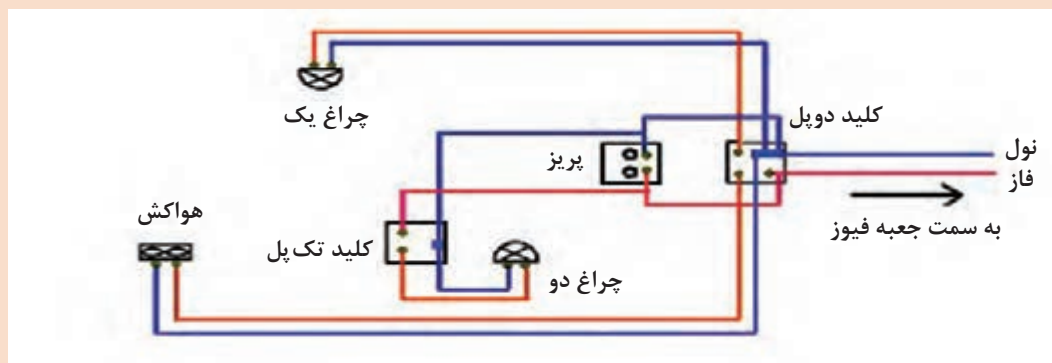 چراغ یک
کلید دوپل
نول
پریز
فاز
هواکش
به سمت جعبه فیوز
کلید تک‌پل
چراغ دو